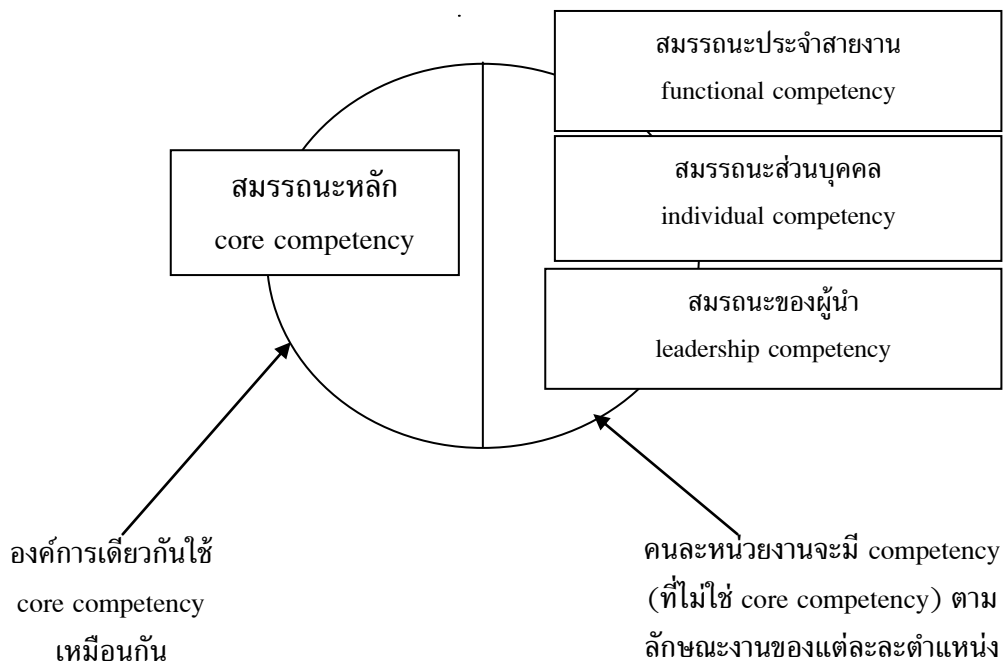 สมรรถนะประจำสายงาน
functional competency
สมรรถนะส่วนบุคคล
individual competency
สมรรถนะหลัก
core competency
สมรถนะของผู้นำ
leadership competency
องค์การเดียวกันใช้
core competency
เหมือนกัน
คนละหน่วยงานจะมี competency
(ที่ไม่ใช่ core competency) ตาม
ลักษณะงานของแต่ละละตำแหน่ง